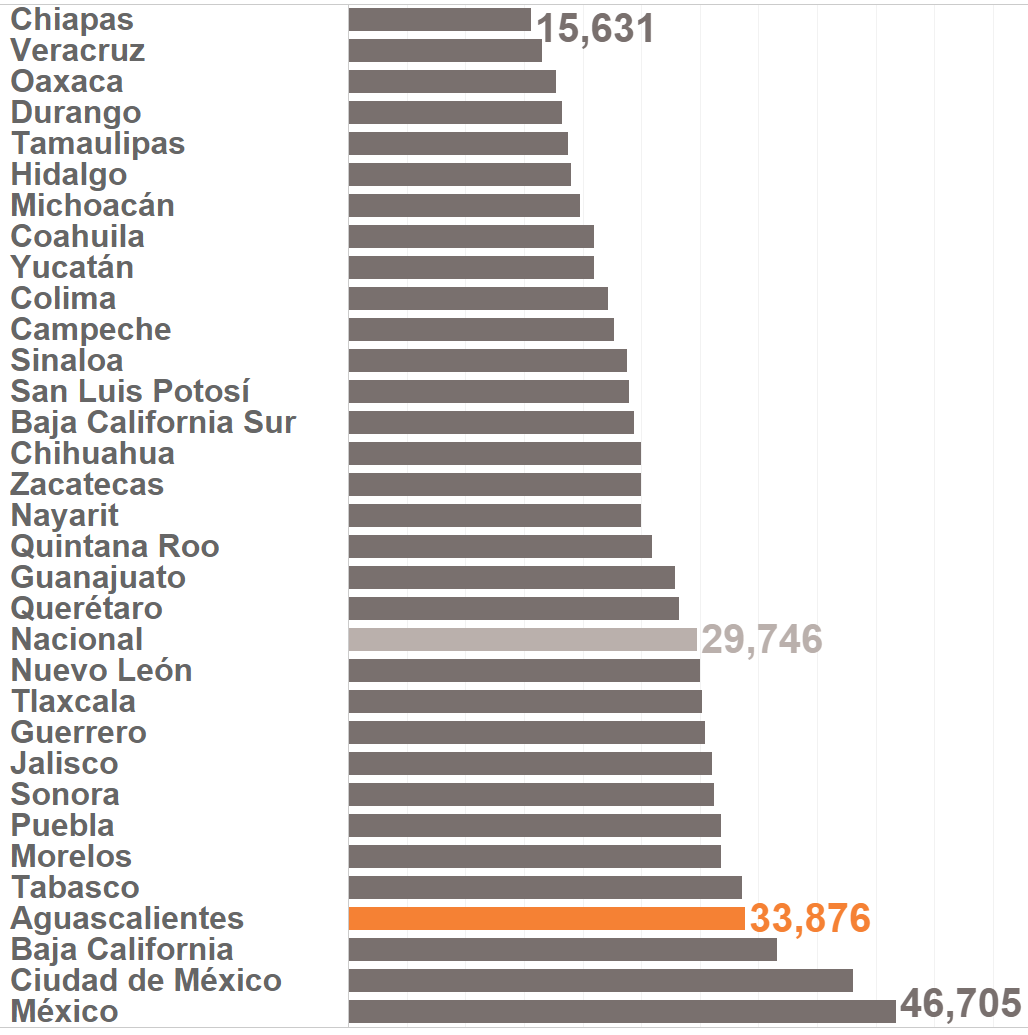 Chiapas 15,631
Veracruz
Oaxaca
Durango
Tamaulipas
Hidalgo
Michoacán
Coahuila
Yucatán
Colima
Campeche
Sinaloa
San Luis Potosí
Baja California Sur
Chihuahua
Zacatecas
Nayarit
Quintana Roo
Guanajuato
Querétaro
Nacional 29,746
Nuevo León
Tlaxcala
Guerrero
Jalisco
Sonora
Puebla
Morelos
Tabasco
Aguascalientes 33,876
Baja California
Ciudad de México
México 46,705